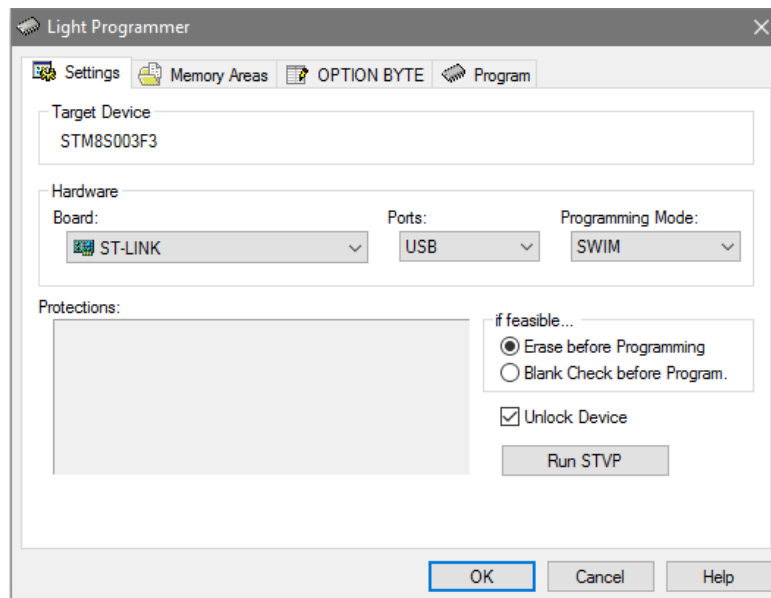 Light Programmer
Settings Memory Areas OPTION BYTE Program
Target Device
STM8S003F3
Hardware
Board: Ports: Programming Mode:
ST-LINK USB SWIM
Protections:
if feasible...
Erase before Programming
Blank Check before Program.
Unlock Device
Run STVP
OK Cancel Help